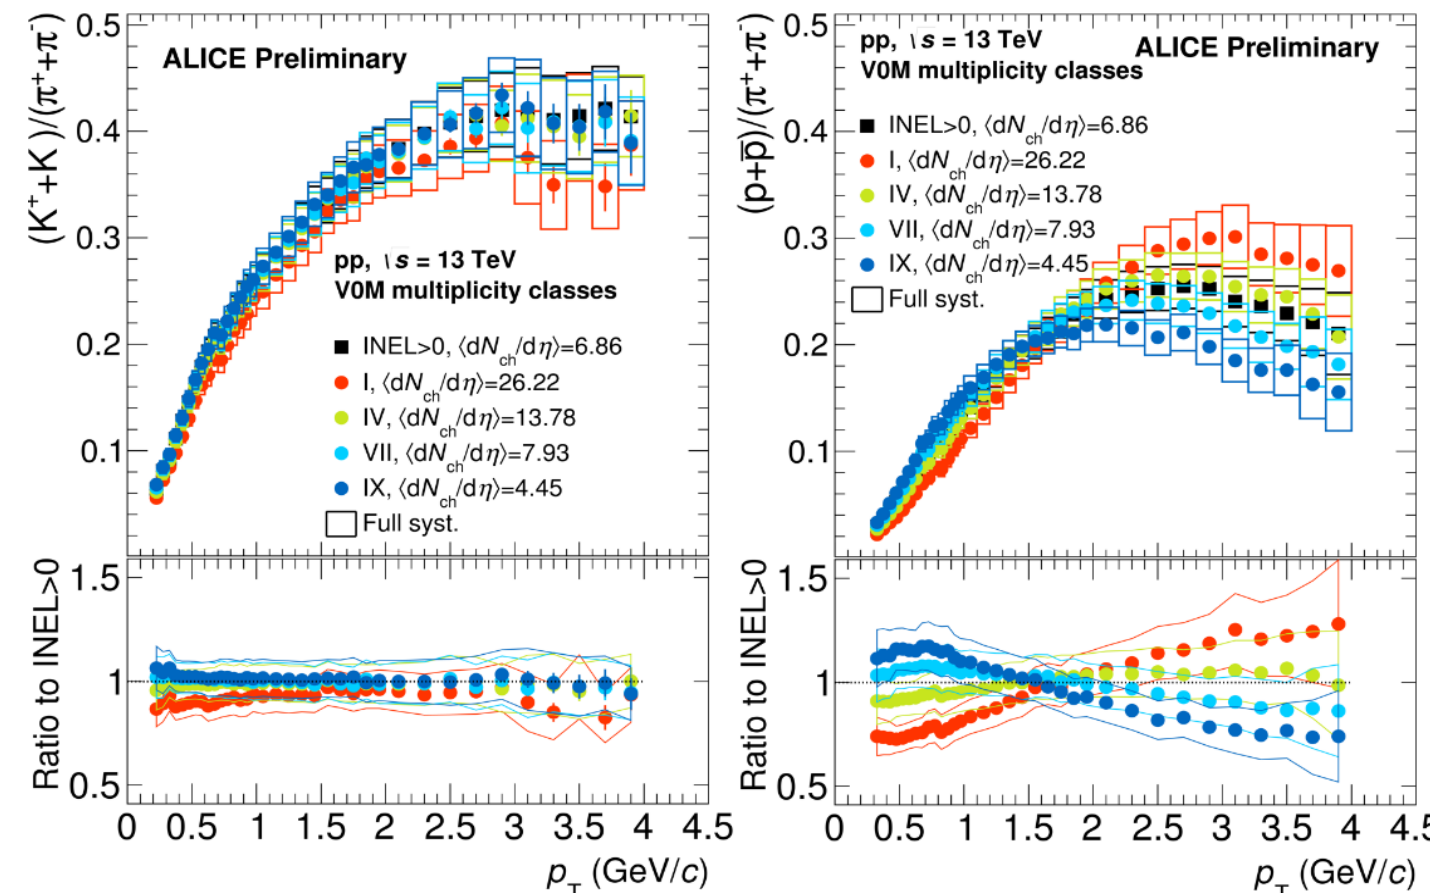 (K⁺+K⁻)/(π⁺+π⁻)
0.5
0.4
0.3
0.2
0.1
ALICE Preliminary
pp, √s = 13 TeV
V0M multiplicity classes
INEL>0, ⟨dN_ch/dη⟩=6.86
I, ⟨dN_ch/dη⟩=26.22
IV, ⟨dN_ch/dη⟩=13.78
VII, ⟨dN_ch/dη⟩=7.93
IX, ⟨dN_ch/dη⟩=4.45
Full syst.
Ratio to INEL>0
1.5
1
0.5
0 0.5 1 1.5 2 2.5 3 3.5 4 4.5
p_T (GeV/c)
(p+p̅)/(π⁺+π⁻)
0.5
0.4
0.3
0.2
0.1
pp, √s = 13 TeV
ALICE Preliminary
V0M multiplicity classes
INEL>0, ⟨dN_ch/dη⟩=6.86
I, ⟨dN_ch/dη⟩=26.22
IV, ⟨dN_ch/dη⟩=13.78
VII, ⟨dN_ch/dη⟩=7.93
IX, ⟨dN_ch/dη⟩=4.45
Full syst.
Ratio to INEL>0
1.5
1
0.5
0 0.5 1 1.5 2 2.5 3 3.5 4
p_T (GeV/c)